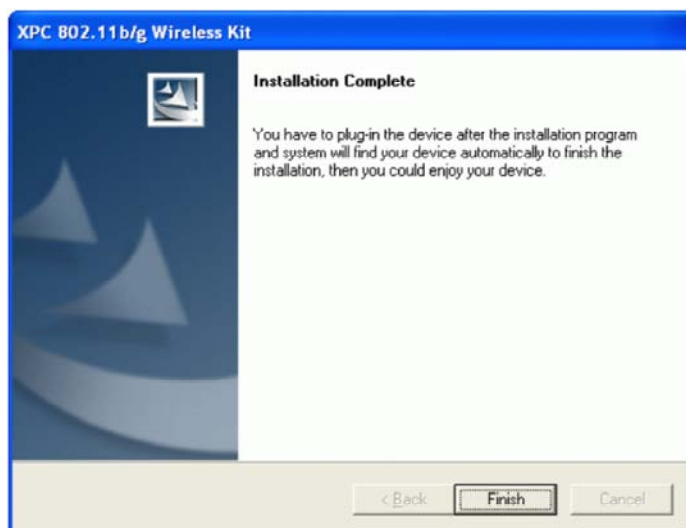 XPC 802.11b/g Wireless Kit
Installation Complete
You have to plug-in the device after the installation program
and system will find your device automatically to finish the
installation, then you could enjoy your device.
< Back
Finish
Cancel